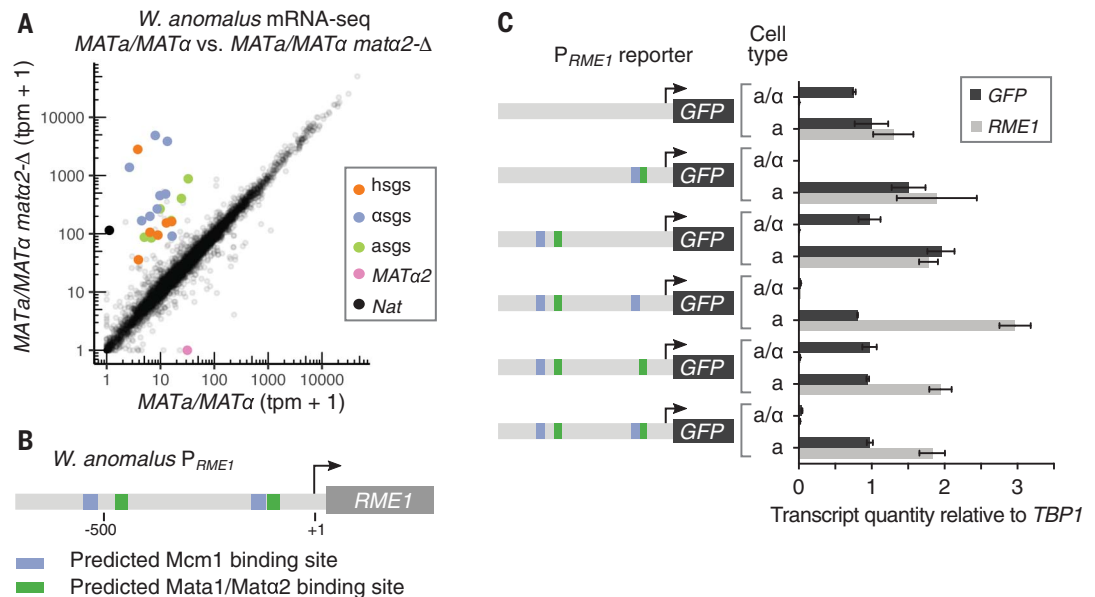 A
W. anomalus mRNA-seq
MATa/MATα vs. MATa/MATα matα2-Δ
MATa/MATα matα2-Δ (tpm + 1)
10000
1000
100
10
1
1
10
100
1000
10000
MATa/MATα (tpm + 1)
hsgs
αsgs
asgs
MATα2
Nat
B
W. anomalus PRME1
RME1
-500
+1
Predicted Mcm1 binding site
Predicted Mata1/Matα2 binding site
C
PRME1 reporter
Cell
type
GFP
RME1
GFP
a/α
a
GFP
a/α
a
GFP
a/α
a
GFP
a/α
a
GFP
a/α
a
GFP
a/α
a
0
1
2
3
Transcript quantity relative to TBP1